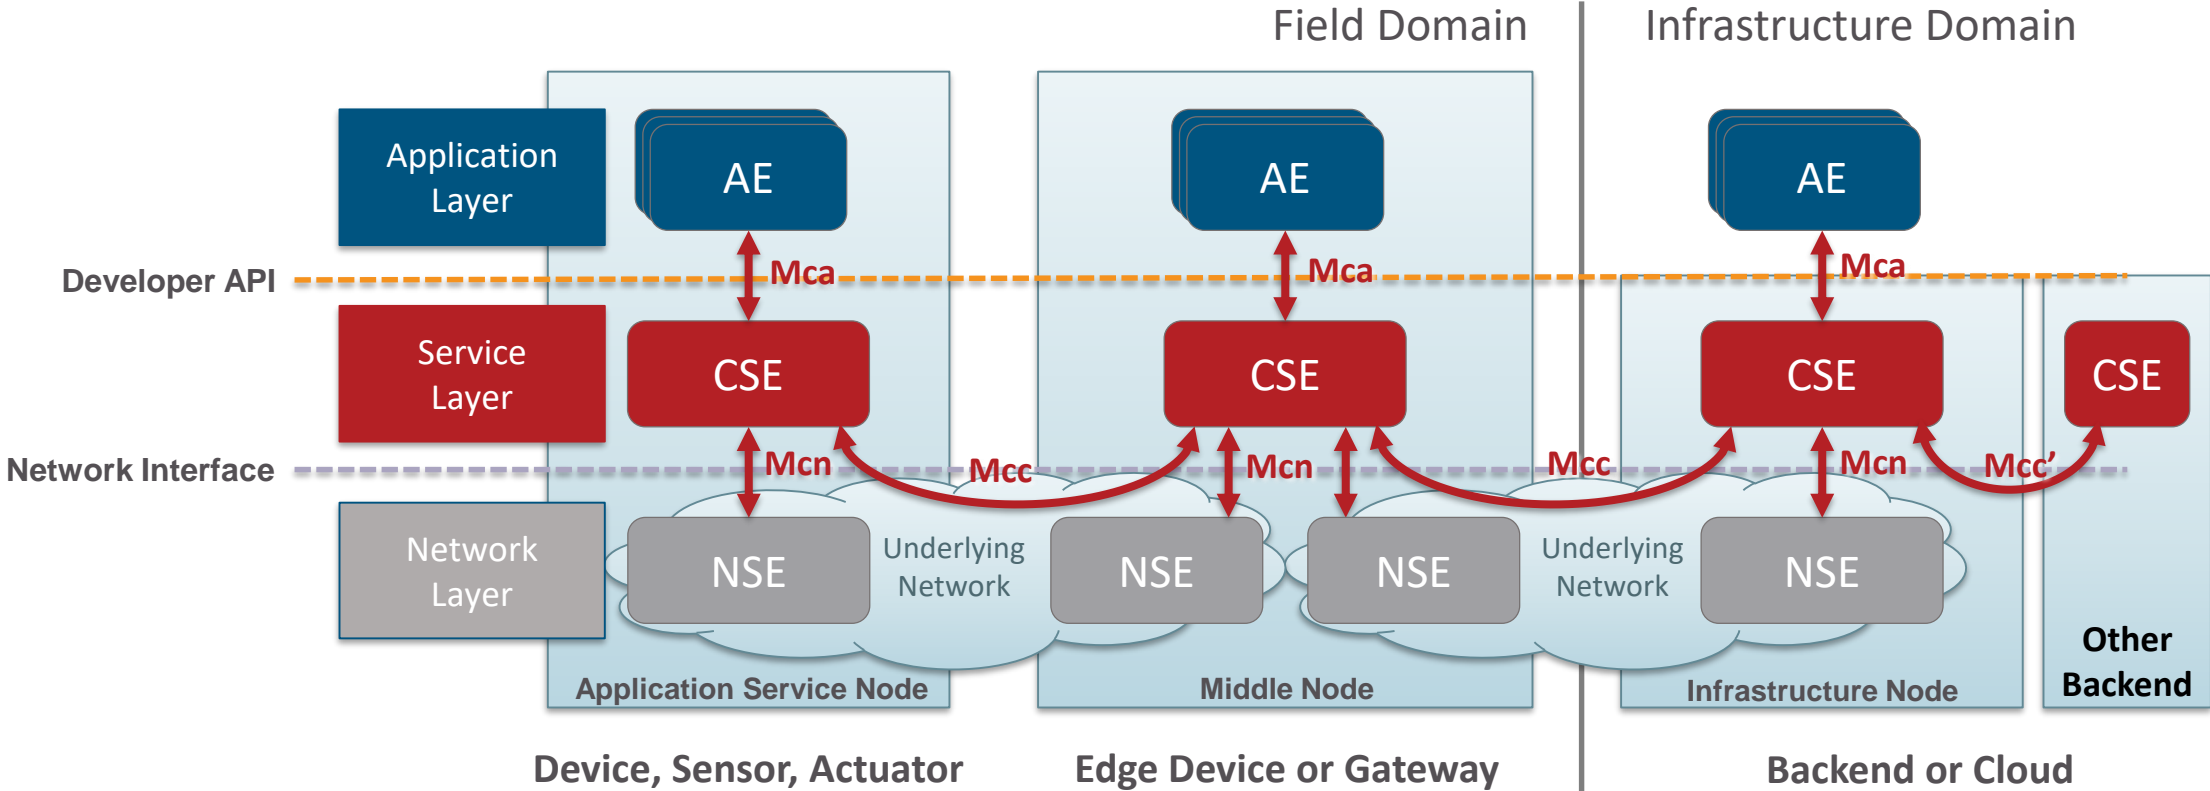 Field Domain
Infrastructure Domain
Application
Layer
AE
AE
AE
Developer API
Mca
Mca
Mca
Service
Layer
CSE
CSE
CSE
CSE
Network Interface
Mcn
Mcc
Mcn
Mcc
Mcn
Mcc’
Network
Layer
NSE
Underlying
Network
NSE
NSE
Underlying
Network
NSE
Other
Backend
Application Service Node
Middle Node
Infrastructure Node
Device, Sensor, Actuator
Edge Device or Gateway
Backend or Cloud